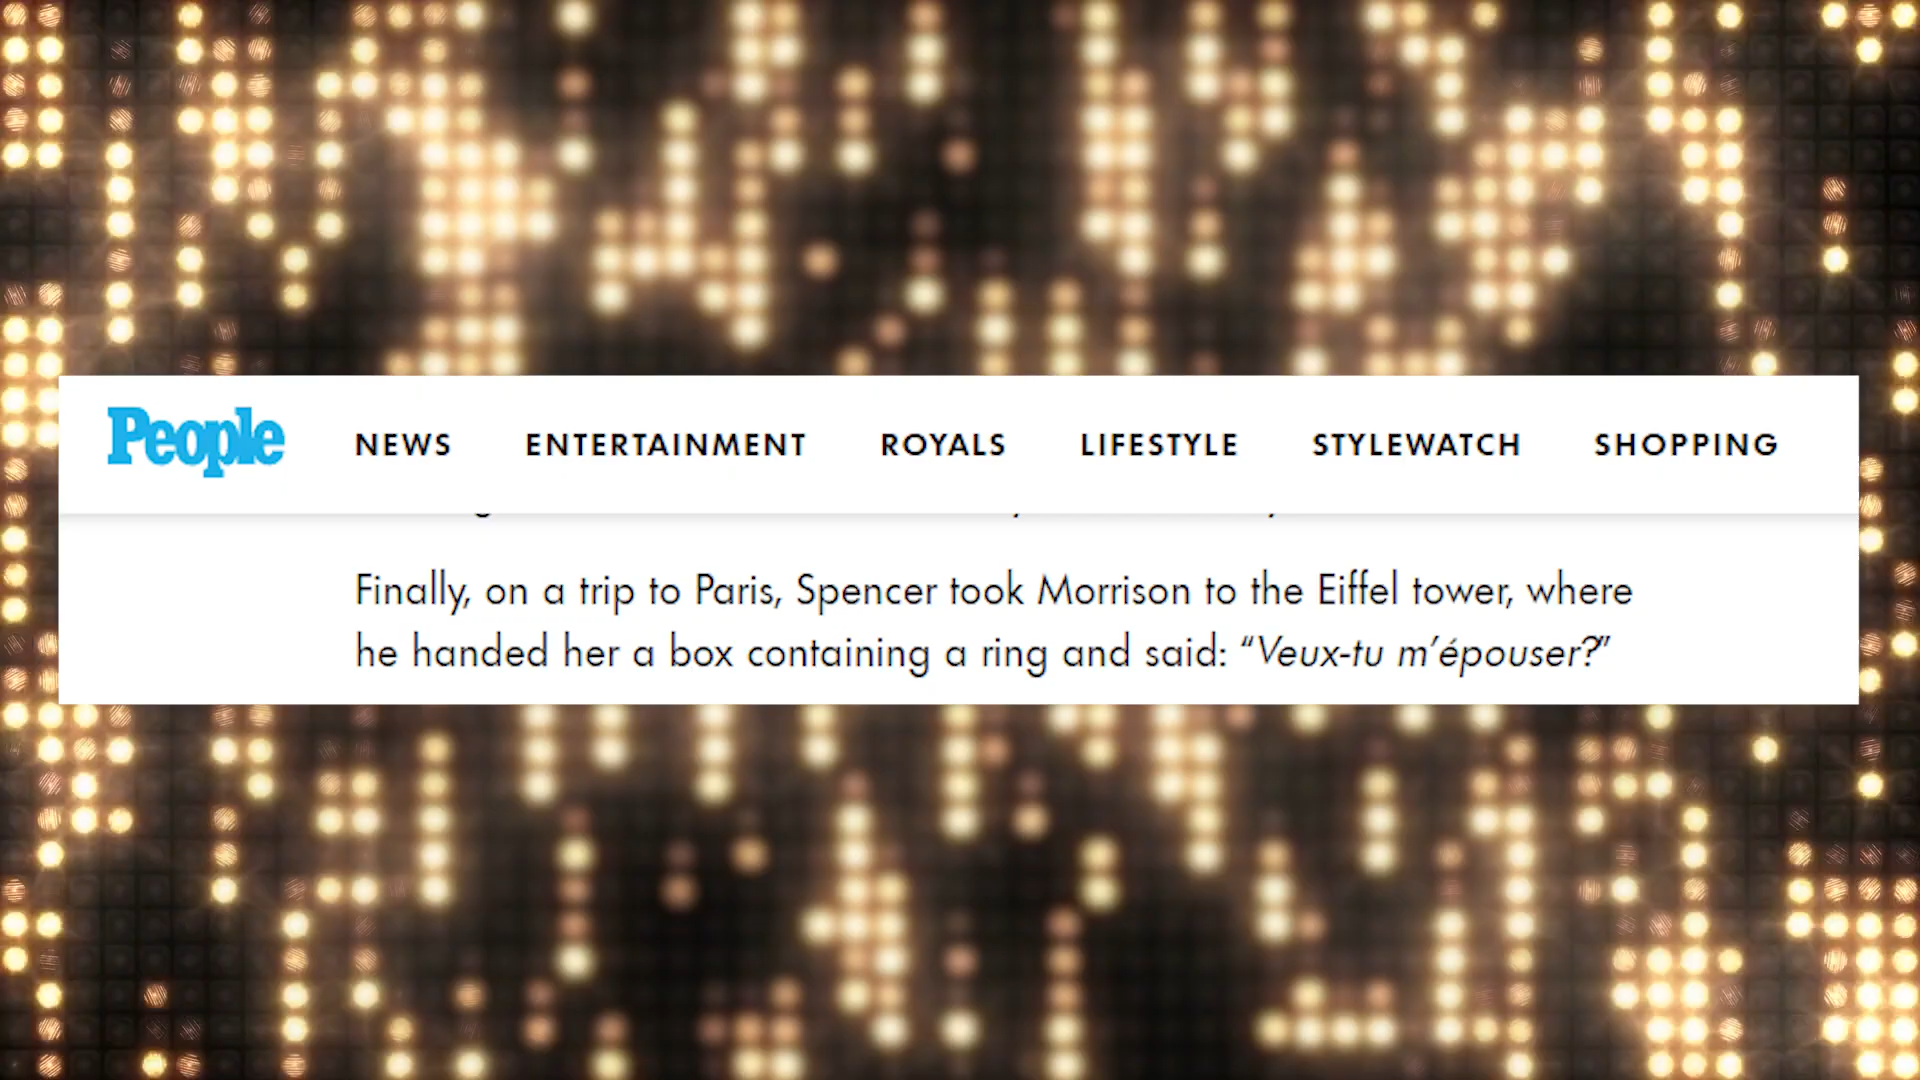 People NEWS ENTERTAINMENT ROYALS LIFESTYLE STYLEWATCH SHOPPING
Finally, on a trip to Paris, Spencer took Morrison to the Eiffel tower, where
he handed her a box containing a ring and said: “Veux-tu m’épouser?”